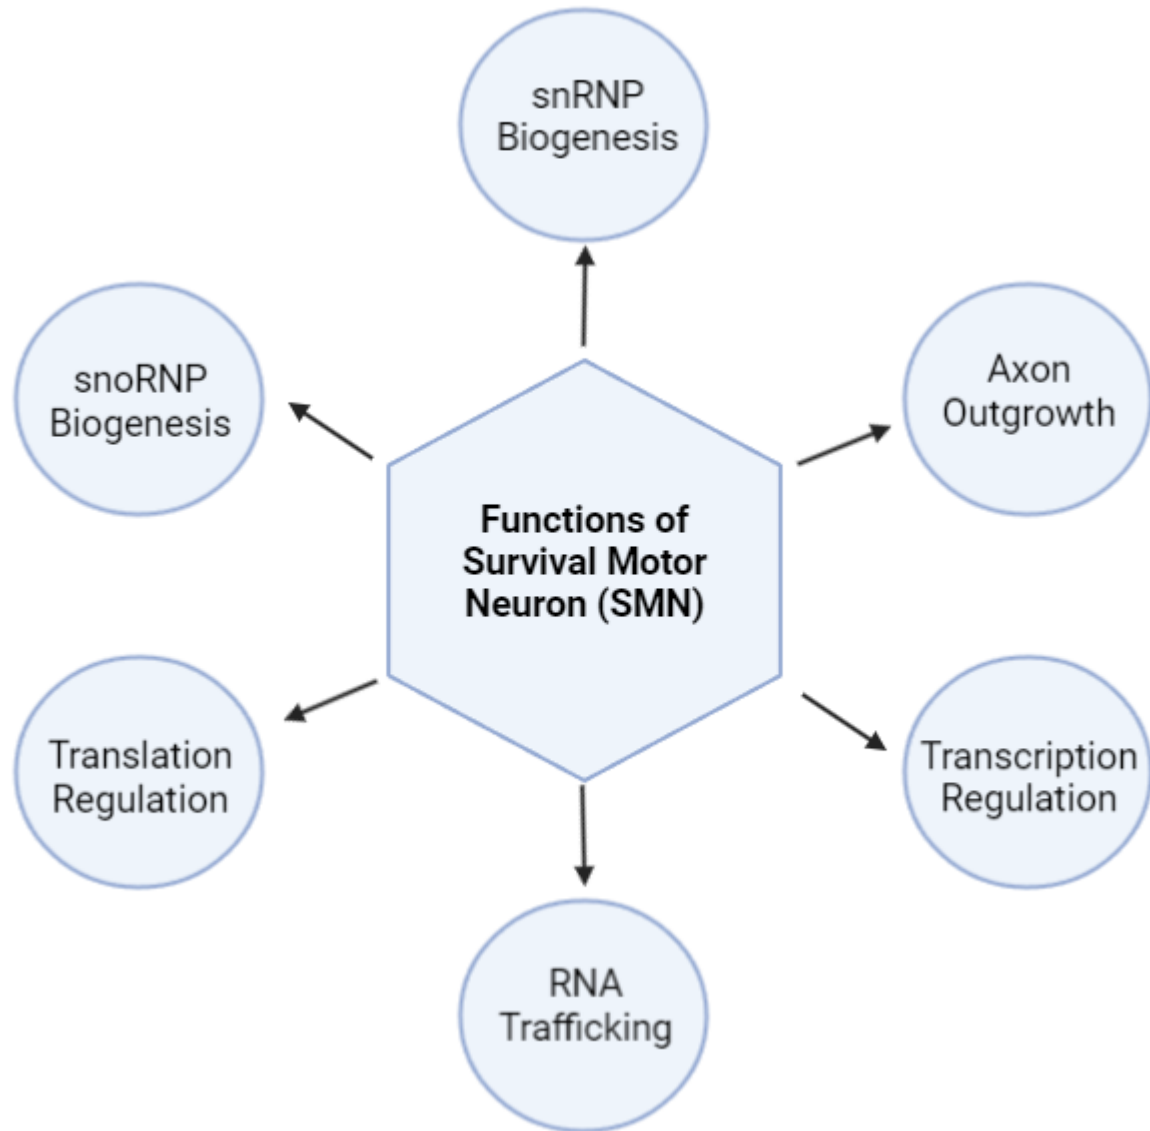 snRNP
Biogenesis
snoRNP
Biogenesis
Axon
Outgrowth
Functions of
Survival Motor
Neuron (SMN)
Translation
Regulation
Transcription
Regulation
RNA
Trafficking